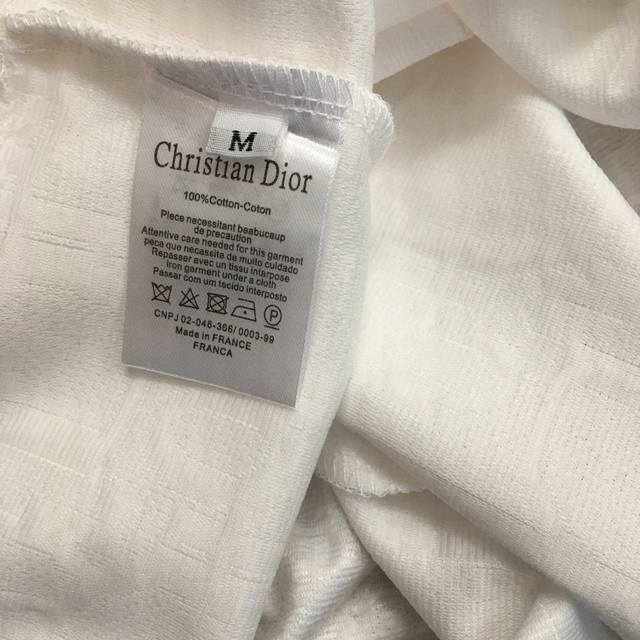 M
Christian Dior
100%Cotton-Coton
Piece necessitant beabucaup
de precaution
Attentive care needed for this garment
peca que necassita de muito cuidado
Repasser avec un tissu interpose
Iron garment under a cloth
Passar com um tecido interposto
P
CNPJ 02-046-366/0003-99
Made in FRANCE
FRANCA